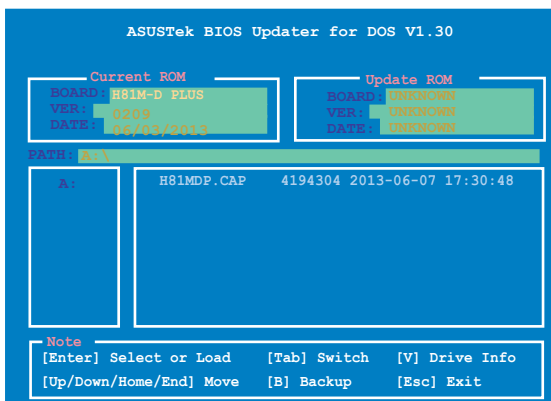 ASUSTek BIOS Updater for DOS V1.30
Current ROM
BOARD: H81M-D PLUS
VER: 0209
DATE: 06/03/2013
Update ROM
BOARD: UNKNOWN
VER: UNKNOWN
DATE: UNKNOWN
PATH: A:\
A:
H81MDP.CAP 4194304 2013-06-07 17:30:48
Note
[Enter] Select or Load [Tab] Switch [V] Drive Info
[Up/Down/Home/End] Move [B] Backup [Esc] Exit